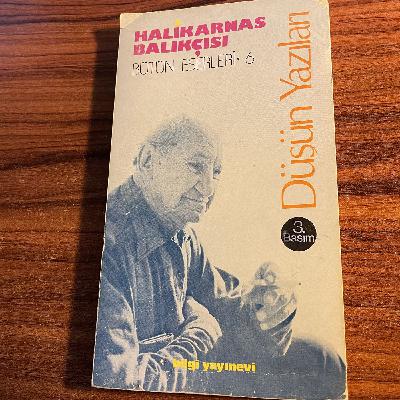 HALİKARNAS
BALIKÇISI
BÜTÜN ESERLERİ 6
Düşün Yazıları
3.
Basım
bilgi yayınevi